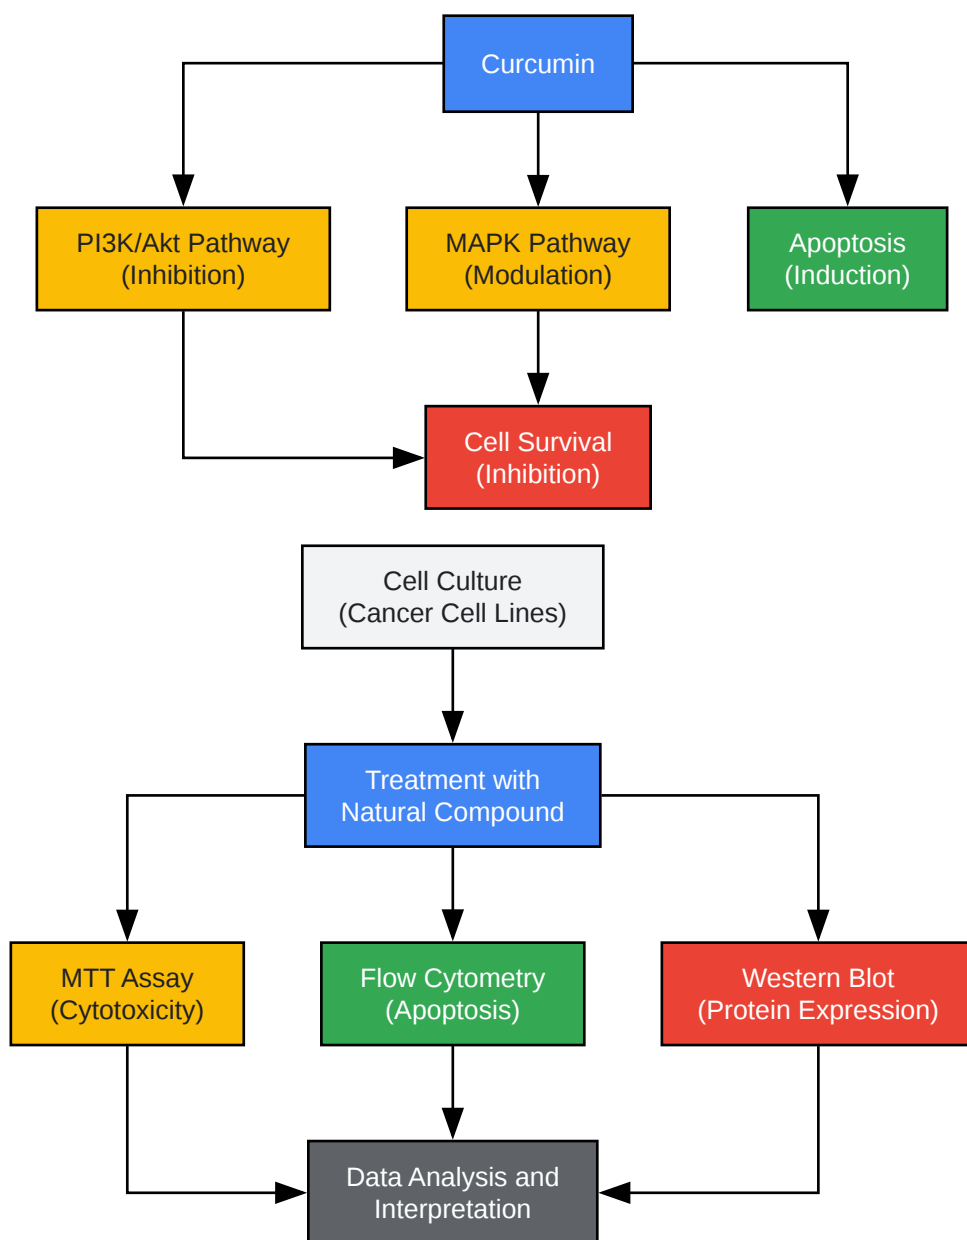 Curcumin
PI3K/Akt Pathway
(Inhibition)
MAPK Pathway
(Modulation)
Apoptosis
(Induction)
Cell Survival
(Inhibition)
Cell Culture
(Cancer Cell Lines)
Treatment with
Natural Compound
MTT Assay
(Cytotoxicity)
Flow Cytometry
(Apoptosis)
Western Blot
(Protein Expression)
Data Analysis and
Interpretation